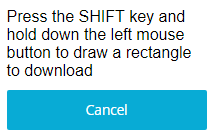 Press the SHIFT key and
hold down the left mouse
button to draw a rectangle
to download
Cancel